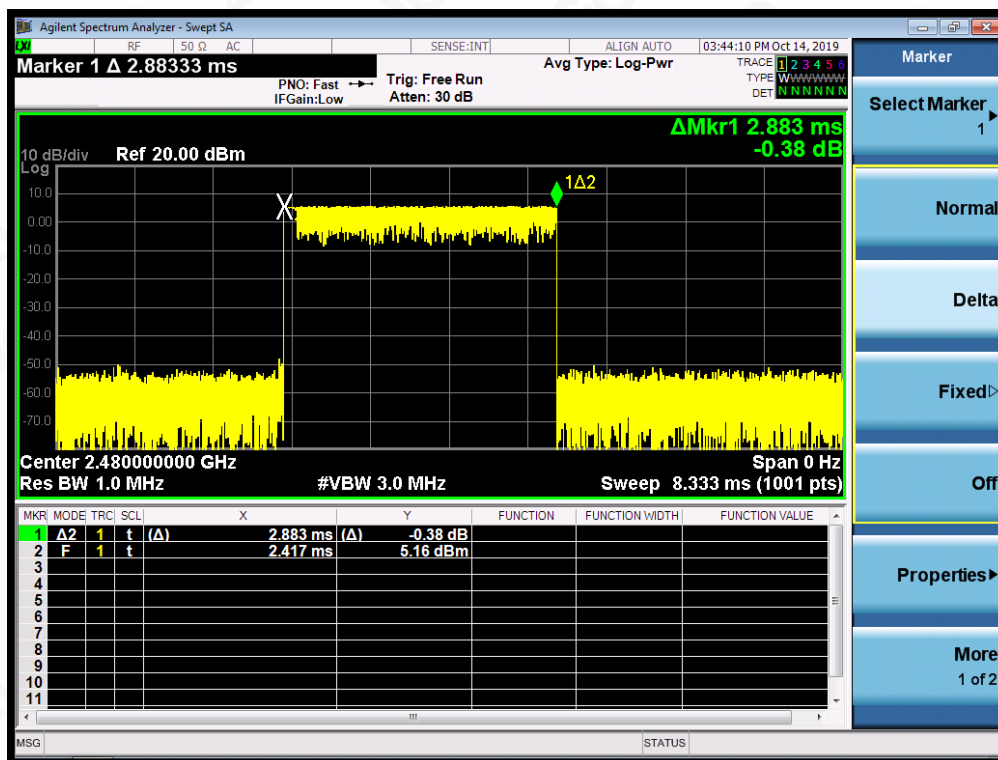 Agilent Spectrum Analyzer - Swept SA
LXI RF 50 Ω AC SENSE:INT ALIGN AUTO 03:44:10 PM Oct 14, 2019
Marker 1 Δ 2.88333 ms
PNO: Fast
IFGain:Low
Trig: Free Run
Atten: 30 dB
Avg Type: Log-Pwr
TRACE 1 2 3 4 5 6
TYPE WWWWWWW
DET N N N N N N
ΔMkr1 2.883 ms
-0.38 dB
10 dB/div Ref 20.00 dBm
Log
10.0
0.00
-10.0
-20.0
-30.0
-40.0
-50.0
-60.0
-70.0
1Δ2
Center 2.480000000 GHz Span 0 Hz
Res BW 1.0 MHz #VBW 3.0 MHz Sweep 8.333 ms (1001 pts)
MKR MODE TRC SCL X Y FUNCTION FUNCTION WIDTH FUNCTION VALUE
1 Δ2 1 t (Δ) 2.883 ms (Δ) -0.38 dB
2 F 1 t 2.417 ms 5.16 dBm
3
4
5
6
7
8
9
10
11
MSG STATUS
Marker
Select Marker
1
Normal
Delta
Fixed
Off
Properties
More
1 of 2